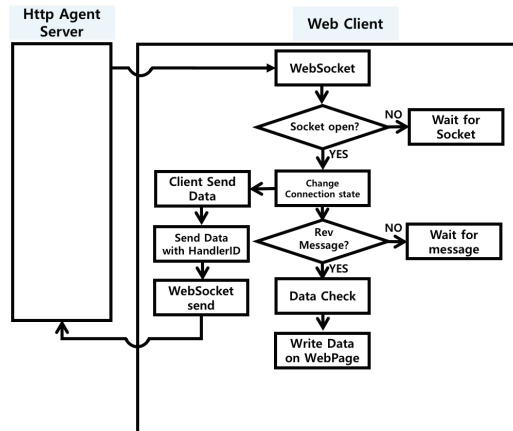 Http Agent
Server
Web Client
WebSocket
Socket open?
NO
Wait for
Socket
YES
Client Send
Data
Change
Connection state
Send Data
with HandlerID
Rev
Message?
NO
Wait for
message
YES
WebSocket
send
Data Check
Write Data
on WebPage